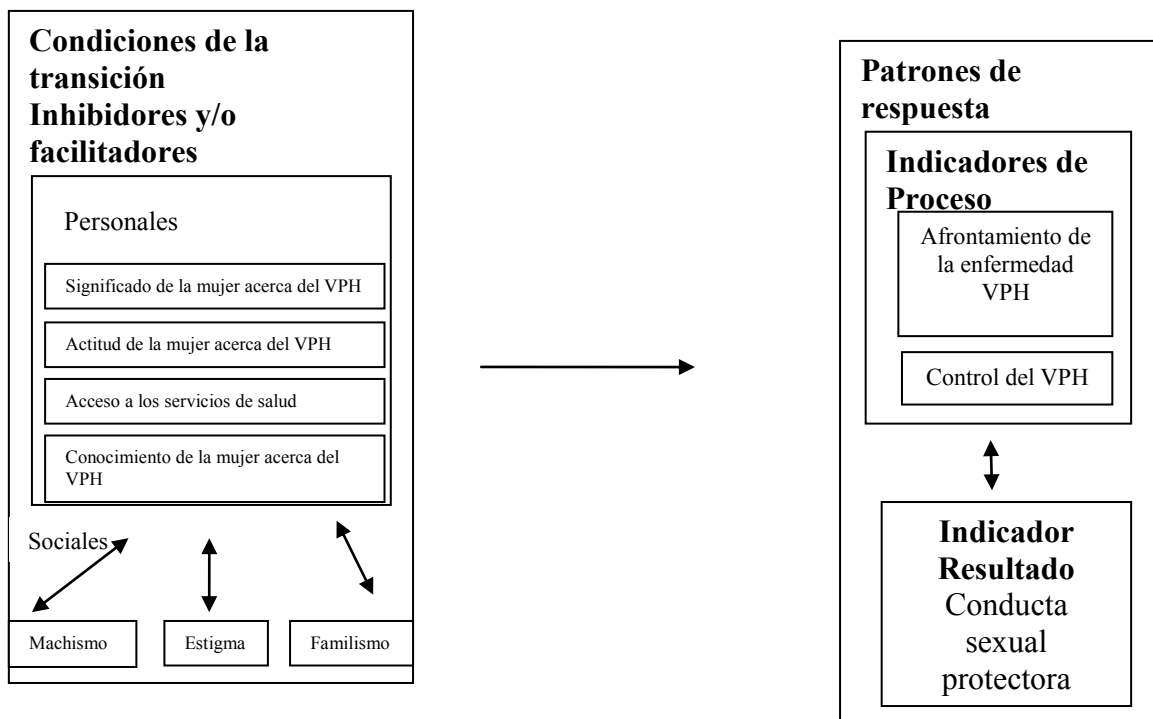 Condiciones de la
transición
Inhibidores y/o
facilitadores
Personales
Significado de la mujer acerca del VPH
Actitud de la mujer acerca del VPH
Acceso a los servicios de salud
Conocimiento de la mujer acerca del
VPH
Sociales
Machismo
Estigma
Familismo
Patrones de
respuesta
Indicadores de
Proceso
Afrontamiento de
la enfermedad
VPH
Control del VPH
Indicador
Resultado
Conducta
sexual
protectora